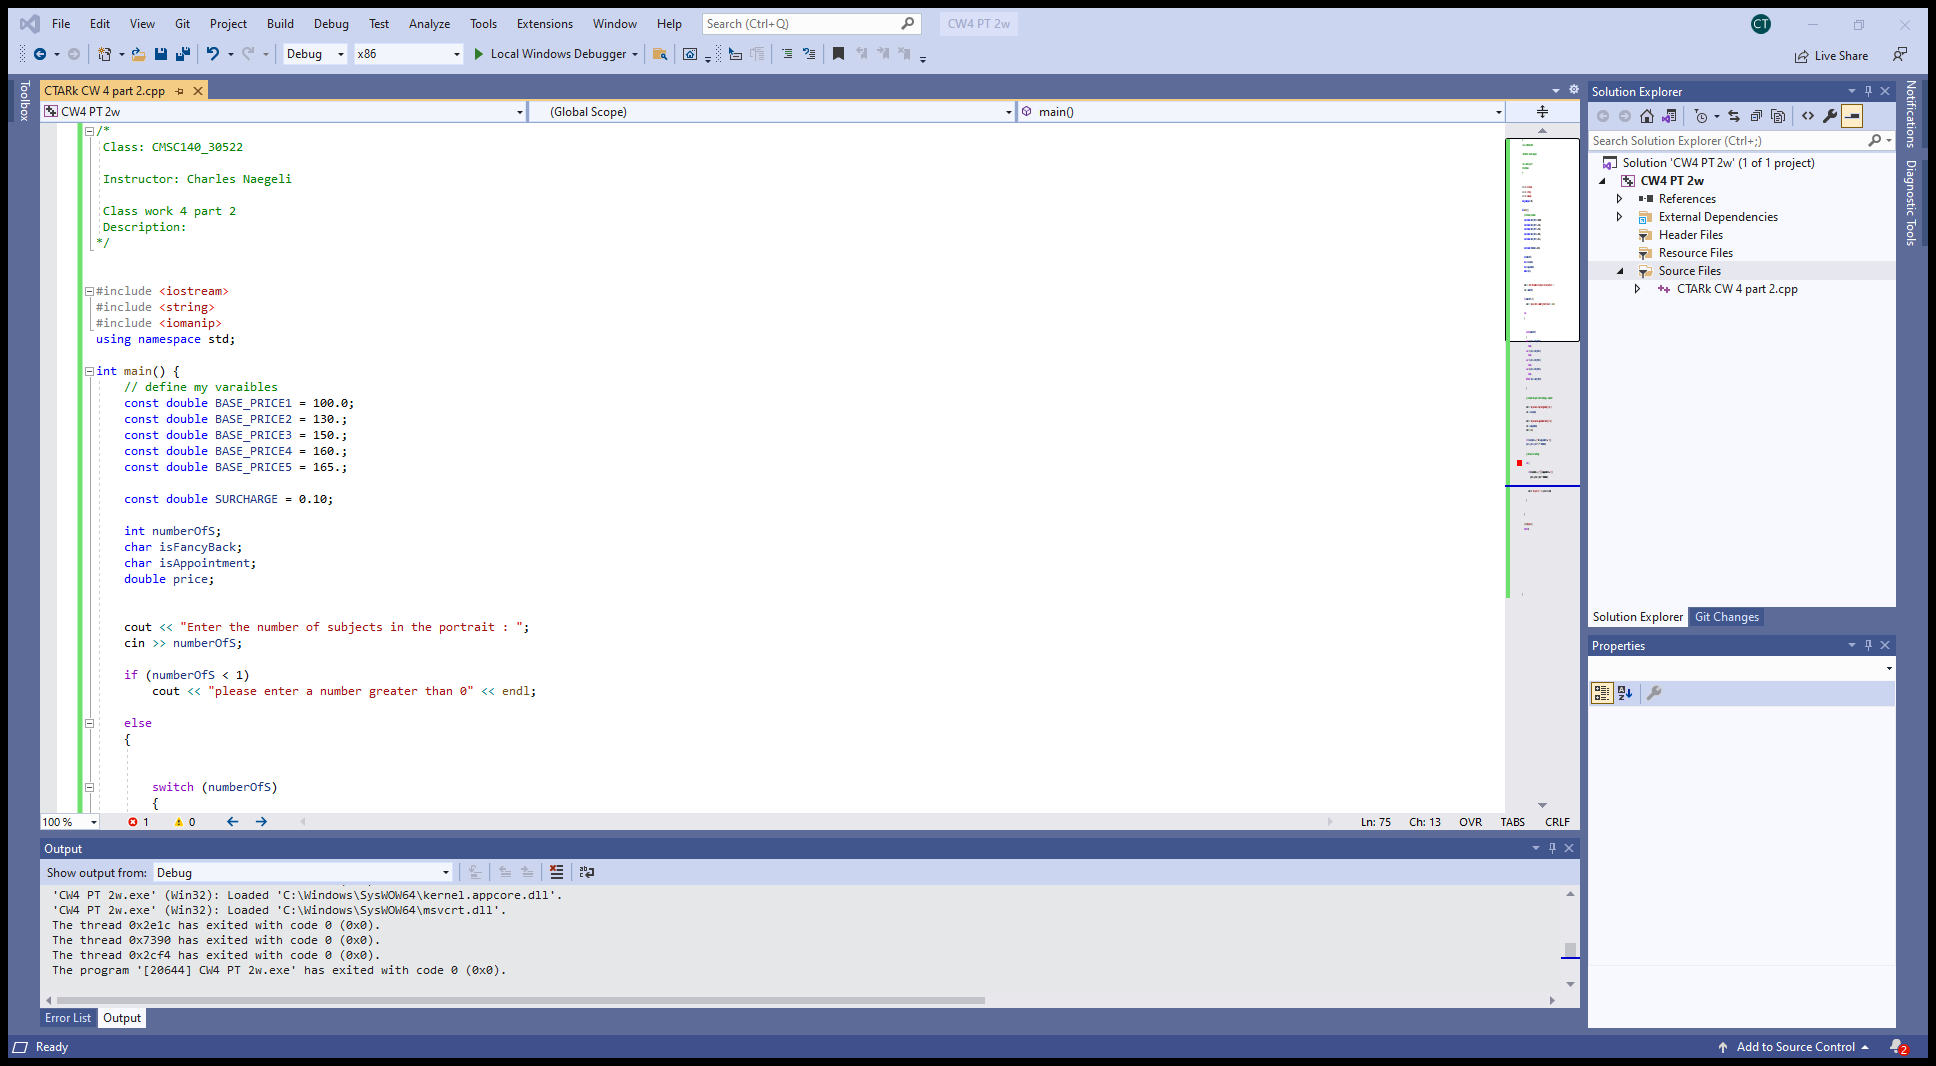 File Edit View Git Project Build Debug Test Analyze Tools Extensions Window Help Search (Ctrl+Q) CW4 PT 2w CT
Debug x86 Local Windows Debugger Live Share
Toolbox
CTARk CW 4 part 2.cpp
CW4 PT 2w (Global Scope) main()
/*
Class: CMSC140_30522
Instructor: Charles Naegeli
Class work 4 part 2
Description:
*/
#include <iostream>
#include <string>
#include <iomanip>
using namespace std;
int main() {
// define my varaibles
const double BASE_PRICE1 = 100.0;
const double BASE_PRICE2 = 130.;
const double BASE_PRICE3 = 150.;
const double BASE_PRICE4 = 160.;
const double BASE_PRICE5 = 165.;
const double SURCHARGE = 0.10;
int numberOfS;
char isFancyBack;
char isAppointment;
double price;
cout << "Enter the number of subjects in the portrait : ";
cin >> numberOfS;
if (numberOfS < 1)
cout << "please enter a number greater than 0" << endl;
else
{
switch (numberOfS)
{
100 % 1 0 Ln: 75 Ch: 13 OVR TABS CRLF
Output
Show output from: Debug
'CW4 PT 2w.exe' (Win32): Loaded 'C:\Windows\SysWOW64\kernel.appcore.dll'.
'CW4 PT 2w.exe' (Win32): Loaded 'C:\Windows\SysWOW64\msvcrt.dll'.
The thread 0x2e1c has exited with code 0 (0x0).
The thread 0x7390 has exited with code 0 (0x0).
The thread 0x2cf4 has exited with code 0 (0x0).
The program '[20644] CW4 PT 2w.exe' has exited with code 0 (0x0).
Error List Output
Solution Explorer
Search Solution Explorer (Ctrl+;)
Solution 'CW4 PT 2w' (1 of 1 project)
CW4 PT 2w
References
External Dependencies
Header Files
Resource Files
Source Files
CTARk CW 4 part 2.cpp
Solution Explorer Git Changes
Properties
Notifications
Diagnostic Tools
Ready Add to Source Control 2